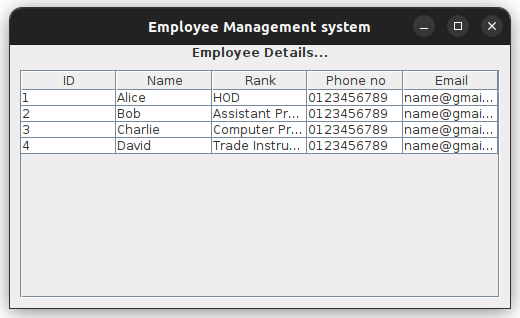 Employee Management system
Employee Details...
ID Name Rank Phone no Email
1 Alice HOD 0123456789 name@gmai...
2 Bob Assistant Pr... 0123456789 name@gmai...
3 Charlie Computer Pr... 0123456789 name@gmai...
4 David Trade Instru... 0123456789 name@gmai...